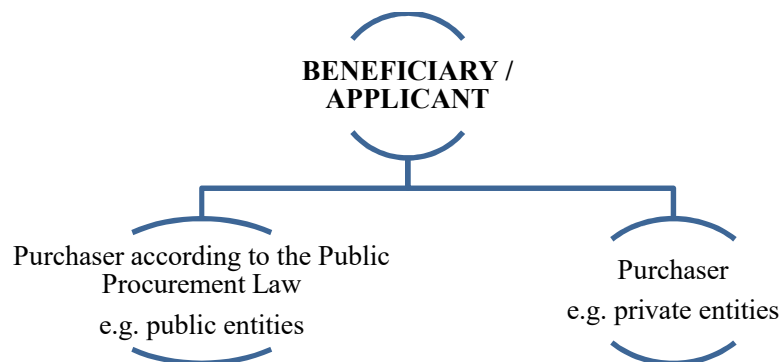 BENEFICIARY /
APPLICANT
Purchaser according to the Public
Procurement Law
e.g. public entities
Purchaser
e.g. private entities